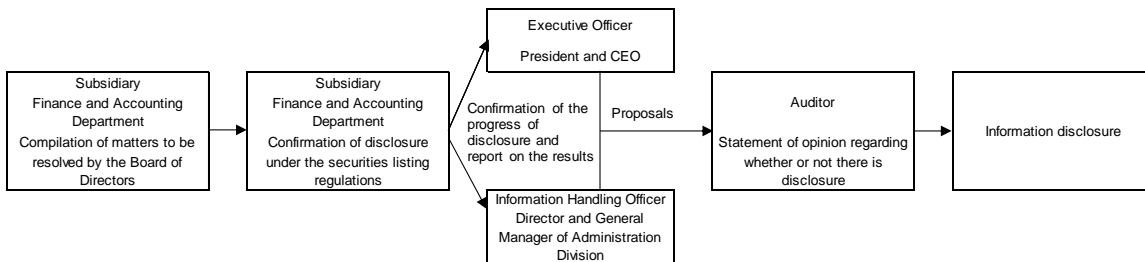 Subsidiary
Finance and Accounting
Department
Compilation of matters to be
resolved by the Board of
Directors
Subsidiary
Finance and Accounting
Department
Confirmation of disclosure
under the securities listing
regulations
Executive Officer
President and CEO
Confirmation of the
progress of
disclosure and
report on the results
Information Handling Officer
Director and General
Manager of Administration
Division
Proposals
Auditor
Statement of opinion regarding
whether or not there is
disclosure
Information disclosure